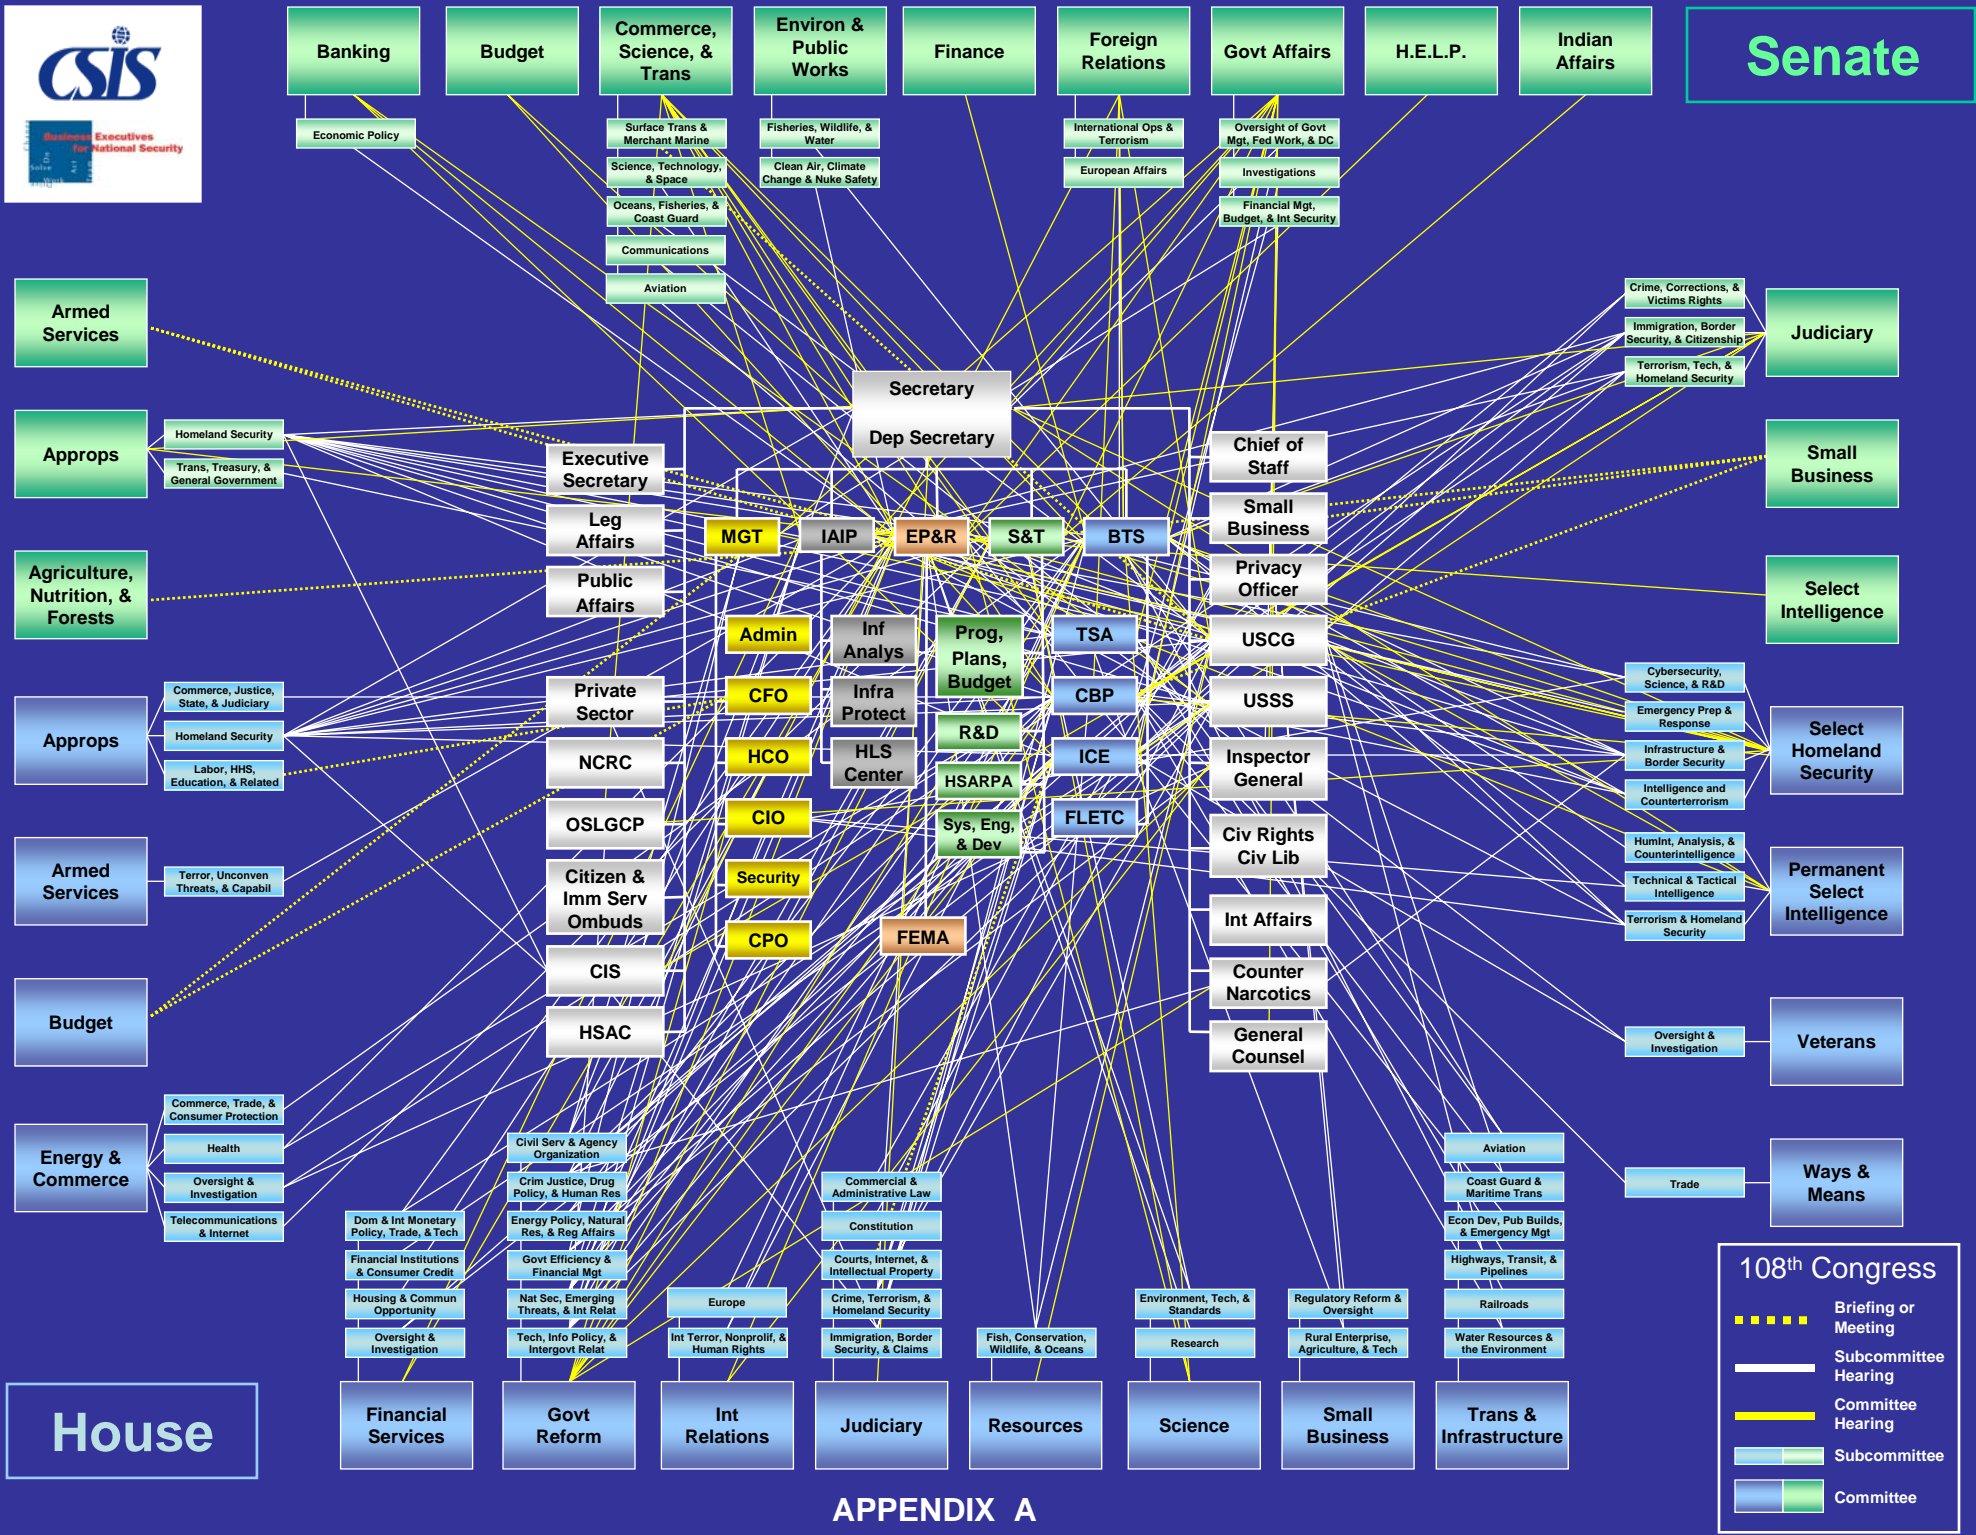 CSIS
Business Executives
for National Security
Banking
Budget
Commerce,
Science, &
Trans
Environ &
Public
Works
Finance
Foreign
Relations
Govt Affairs
H.E.L.P.
Indian
Affairs
Senate
Economic Policy
Surface Trans &
Merchant Marine
Science, Technology,
& Space
Oceans, Fisheries, &
Coast Guard
Communications
Aviation
Fisheries, Wildlife, &
Water
Clean Air, Climate
Change & Nuke Safety
International Ops &
Terrorism
European Affairs
Oversight of Govt
Mgt, Fed Work, & DC
Investigations
Financial Mgt,
Budget, & Int Security
Armed
Services
Approps
Homeland Security
Trans, Treasury, &
General Government
Agriculture,
Nutrition, &
Forests
Approps
Commerce, Justice,
State, & Judiciary
Homeland Security
Labor, HHS,
Education, & Related
Armed
Services
Terror, Unconven
Threats, & Capabil
Budget
Energy &
Commerce
Commerce, Trade, &
Consumer Protection
Health
Oversight &
Investigation
Telecommunications
& Internet
Secretary
Dep Secretary
Executive
Secretary
Leg
Affairs
Public
Affairs
Private
Sector
NCRC
OSLGCP
Citizen &
Imm Serv
Ombuds
CIS
HSAC
MGT
IAIP
EP&R
S&T
BTS
Admin
CFO
HCO
CIO
Security
CPO
Inf
Analys
Infra
Protect
HLS
Center
Prog,
Plans,
Budget
R&D
HSARPA
Sys, Eng,
& Dev
FEMA
TSA
CBP
ICE
FLETC
Chief of
Staff
Small
Business
Privacy
Officer
USCG
USSS
Inspector
General
Civ Rights
Civ Lib
Int Affairs
Counter
Narcotics
General
Counsel
Crime, Corrections, &
Victims Rights
Immigration, Border
Security, & Citizenship
Terrorism, Tech, &
Homeland Security
Judiciary
Small
Business
Select
Intelligence
Cybersecurity,
Science, & R&D
Emergency Prep &
Response
Infrastructure &
Border Security
Intelligence and
Counterterrorism
Select
Homeland
Security
HumInt, Analysis, &
Counterintelligence
Technical & Tactical
Intelligence
Terrorism & Homeland
Security
Permanent
Select
Intelligence
Oversight &
Investigation
Veterans
Trade
Ways &
Means
Dom & Int Monetary
Policy, Trade, & Tech
Financial Institutions
& Consumer Credit
Housing & Commun
Opportunity
Oversight &
Investigation
Financial
Services
Civil Serv & Agency
Organization
Crim Justice, Drug
Policy, & Human Res
Energy Policy, Natural
Res, & Reg Affairs
Govt Efficiency &
Financial Mgt
Nat Sec, Emerging
Threats, & Int Relat
Tech, Info Policy, &
Intergovt Relat
Govt
Reform
Europe
Int Terror, Nonprolif, &
Human Rights
Int
Relations
Commercial &
Administrative Law
Constitution
Courts, Internet, &
Intellectual Property
Crime, Terrorism, &
Homeland Security
Immigration, Border
Security, & Claims
Judiciary
Fish, Conservation,
Wildlife, & Oceans
Resources
Environment, Tech, &
Standards
Research
Science
Regulatory Reform &
Oversight
Rural Enterprise,
Agriculture, & Tech
Small
Business
Aviation
Coast Guard &
Maritime Trans
Econ Dev, Pub Builds,
& Emergency Mgt
Highways, Transit, &
Pipelines
Railroads
Water Resources &
the Environment
Trans &
Infrastructure
House
108th Congress
Briefing or
Meeting
Subcommittee
Hearing
Committee
Hearing
Subcommittee
Committee
APPENDIX A